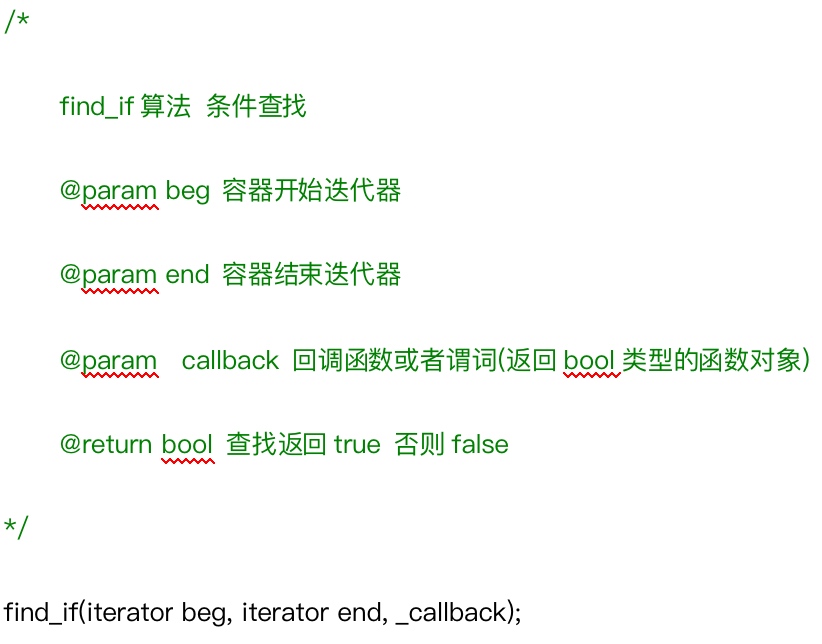 /*
find_if 算法 条件查找
@param beg 容器开始迭代器
@param end 容器结束迭代器
@param callback 回调函数或者谓词(返回 bool 类型的函数对象)
@return bool 查找返回 true 否则 false
*/
find_if(iterator beg, iterator end, _callback);